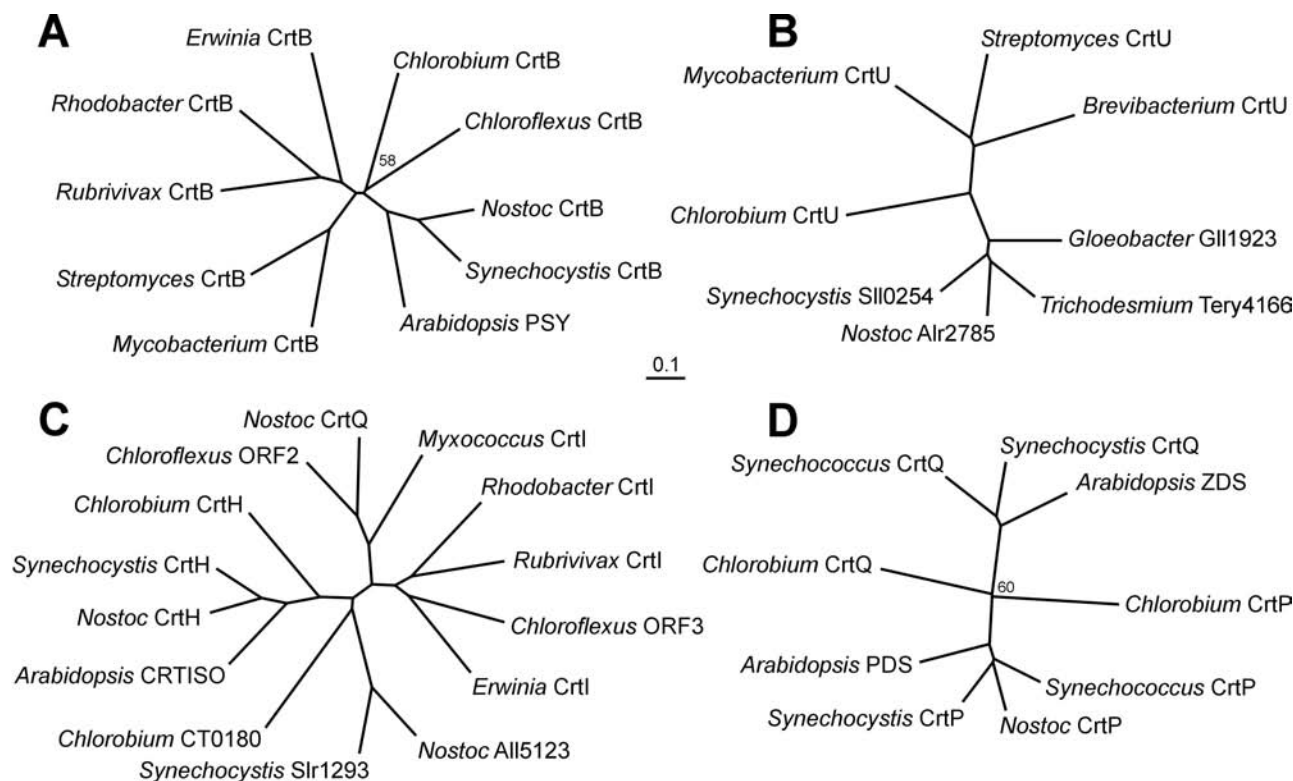 A
Erwinia CrtB
Chlorobium CrtB
Rhodobacter CrtB
Chloroflexus CrtB
58
Rubrivivax CrtB
Nostoc CrtB
Streptomyces CrtB
Synechocystis CrtB
Arabidopsis PSY
Mycobacterium CrtB
B
Streptomyces CrtU
Mycobacterium CrtU
Brevibacterium CrtU
Chlorobium CrtU
Gloeobacter Gll1923
Synechocystis Sll0254
Trichodesmium Tery4166
Nostoc Alr2785
0.1
C
Nostoc CrtQ
Myxococcus CrtI
Chloroflexus ORF2
Rhodobacter CrtI
Chlorobium CrtH
Synechocystis CrtH
Rubrivivax CrtI
Nostoc CrtH
Chloroflexus ORF3
Arabidopsis CRTISO
Erwinia CrtI
Chlorobium CT0180
Nostoc All5123
Synechocystis Slr1293
D
Synechocystis CrtQ
Synechococcus CrtQ
Arabidopsis ZDS
Chlorobium CrtQ
60
Chlorobium CrtP
Arabidopsis PDS
Synechococcus CrtP
Synechocystis CrtP
Nostoc CrtP